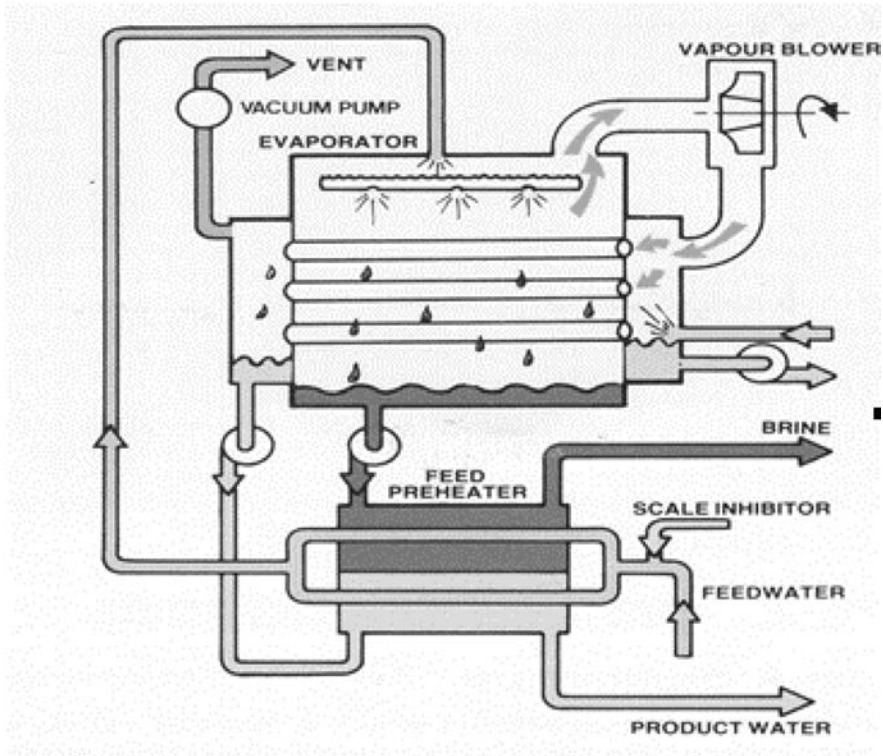 VAPOUR BLOWER
VENT
VACUUM PUMP
EVAPORATOR
BRINE
FEED
PREHEATER
SCALE INHIBITOR
FEEDWATER
PRODUCT WATER